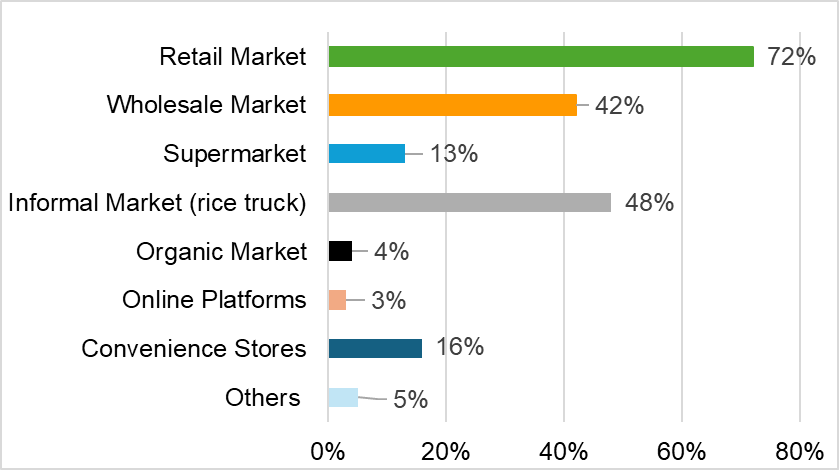 Retail Market 72%
Wholesale Market 42%
Supermarket 13%
Informal Market (rice truck) 48%
Organic Market 4%
Online Platforms 3%
Convenience Stores 16%
Others 5%
0% 20% 40% 60% 80%